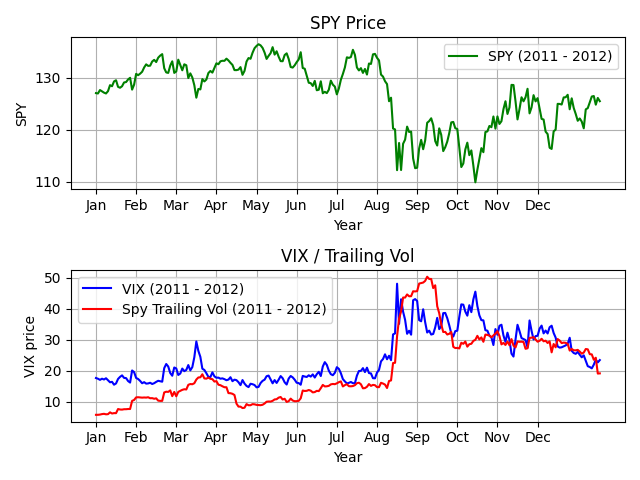 SPY Price
SPY
130
120
110
SPY (2011 - 2012)
Jan Feb Mar Apr May Jun Jul Aug Sep Oct Nov Dec
Year
VIX / Trailing Vol
VIX price
50
40
30
20
10
VIX (2011 - 2012)
Spy Trailing Vol (2011 - 2012)
Jan Feb Mar Apr May Jun Jul Aug Sep Oct Nov Dec
Year